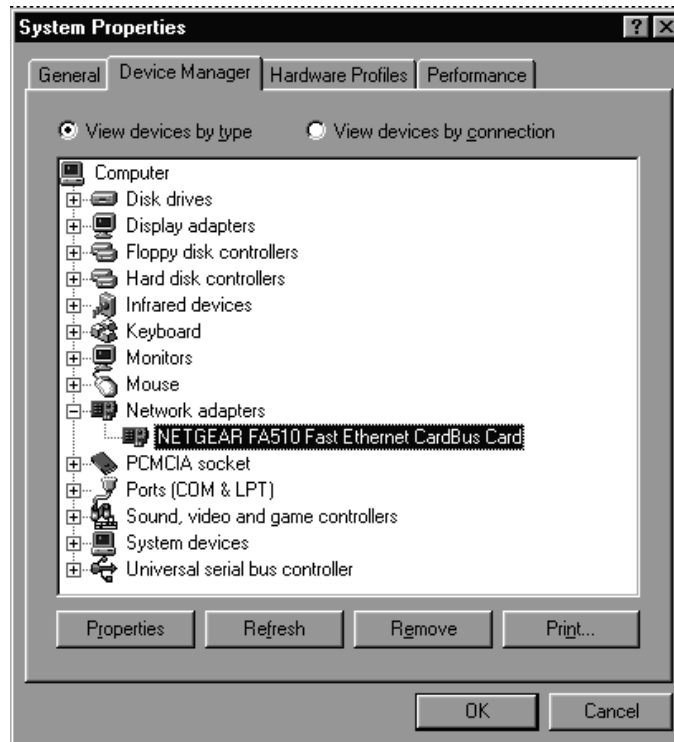 System Properties
General Device Manager Hardware Profiles Performance
View devices by type View devices by connection
Computer
Disk drives
Display adapters
Floppy disk controllers
Hard disk controllers
Infrared devices
Keyboard
Monitors
Mouse
Network adapters
NETGEAR FA510 Fast Ethernet CardBus Card
PCMCIA socket
Ports (COM & LPT)
Sound, video and game controllers
System devices
Universal serial bus controller
Properties Refresh Remove Print...
OK Cancel